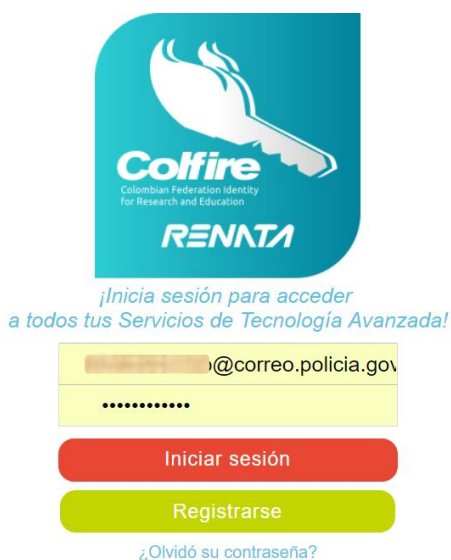 Colfire
Colombian Federation Identity
for Research and Education
RENATA
¡Inicia sesión para acceder
a todos tus Servicios de Tecnología Avanzada!
@correo.policia.gov
••••••••••••
Iniciar sesión
Registrarse
¿Olvidó su contraseña?